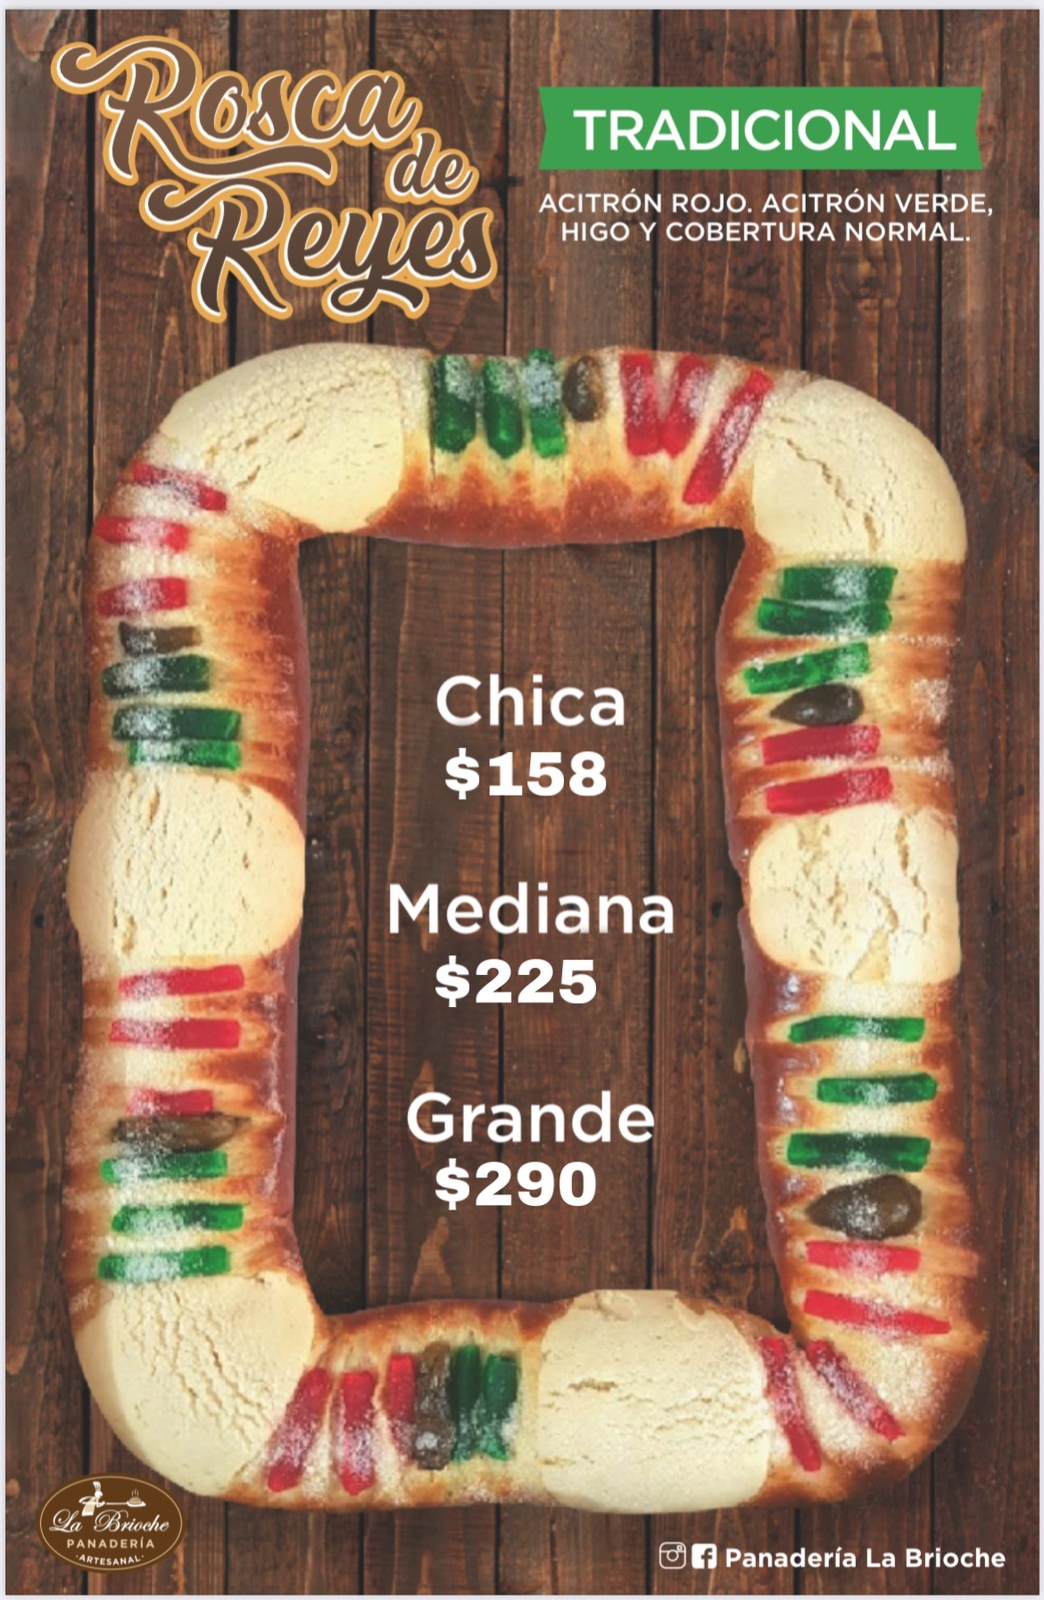 Rosca
de
Reyes
TRADICIONAL
ACITRÓN ROJO. ACITRÓN VERDE,
HIGO Y COBERTURA NORMAL.
Chica
$158
Mediana
$225
Grande
$290
La Brioche
PANADERÍA
·ARTESANAL·
Panadería La Brioche